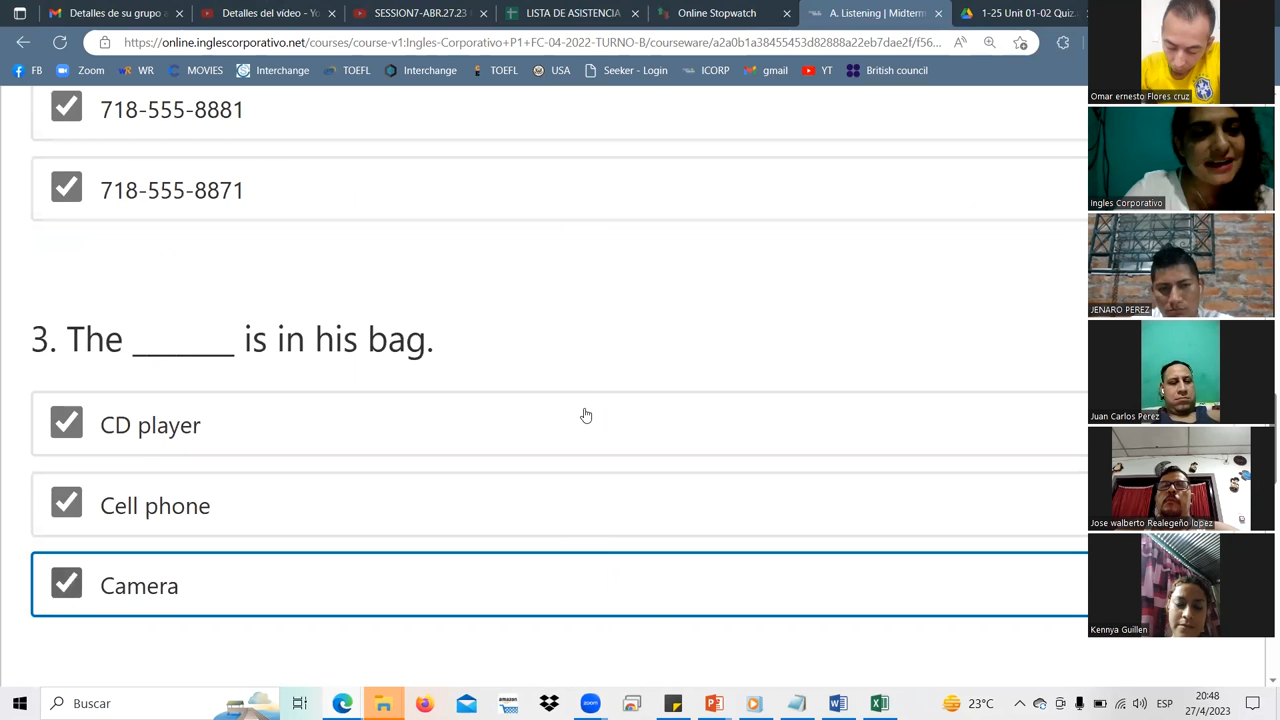 Detalles del grupo -
Detalles del vídeo - Yo
SESSION7-ABR.27.23
LISTA DE ASISTENCIA
Online Stopwatch
A. Listening | Midterm
1-25 Unit 01-02 Quiz.
https://online.inglescorporativo.net/courses/course-v1:Ingles-Corporativo+P1+FC-04-2022-TURNO-B/courseware/a2a0b1a38455453d82888a22eb7dae2f/f56...
FB Zoom WR MOVIES Interchange TOEFL Interchange TOEFL USA Seeker - Login ICORP gmail YT British council
718-555-8881
718-555-8871
3. The ______ is in his bag.
CD player
Cell phone
Camera
Omar ernesto Flores cruz
Ingles Corporativo
JENARO PEREZ
Juan Carlos Perez
Jose walberto Realegeño lopez
Kennya Guillen
Buscar
amazon
zoom
23°C
ESP
20:48
27/4/2023